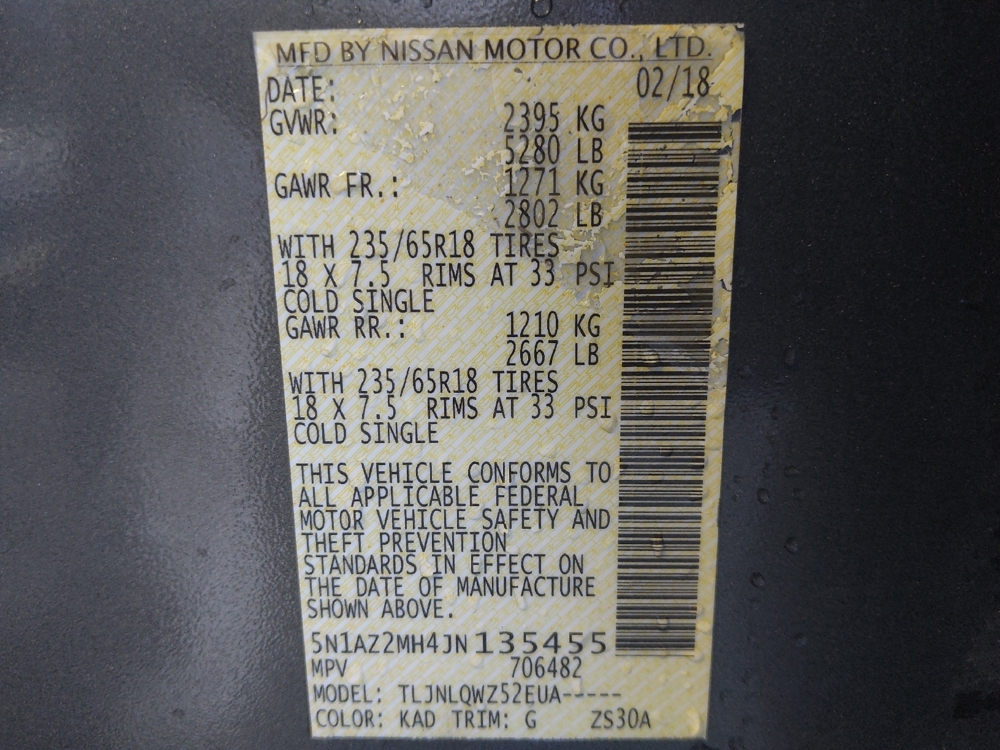 MFD BY NISSAN MOTOR CO., LTD.
DATE: 02/18
GVWR: 2395 KG
5280 LB
GAWR FR.: 1271 KG
2802 LB
WITH 235/65R18 TIRES
18 X 7.5 RIMS AT 33 PSI
COLD SINGLE
GAWR RR.: 1210 KG
2667 LB
WITH 235/65R18 TIRES
18 X 7.5 RIMS AT 33 PSI
COLD SINGLE
THIS VEHICLE CONFORMS TO
ALL APPLICABLE FEDERAL
MOTOR VEHICLE SAFETY AND
THEFT PREVENTION
STANDARDS IN EFFECT ON
THE DATE OF MANUFACTURE
SHOWN ABOVE.
5N1AZ2MH4JN135455
MPV 706482
MODEL: TLJNLQWZ52EUA-----
COLOR: KAD TRIM: G ZS30A